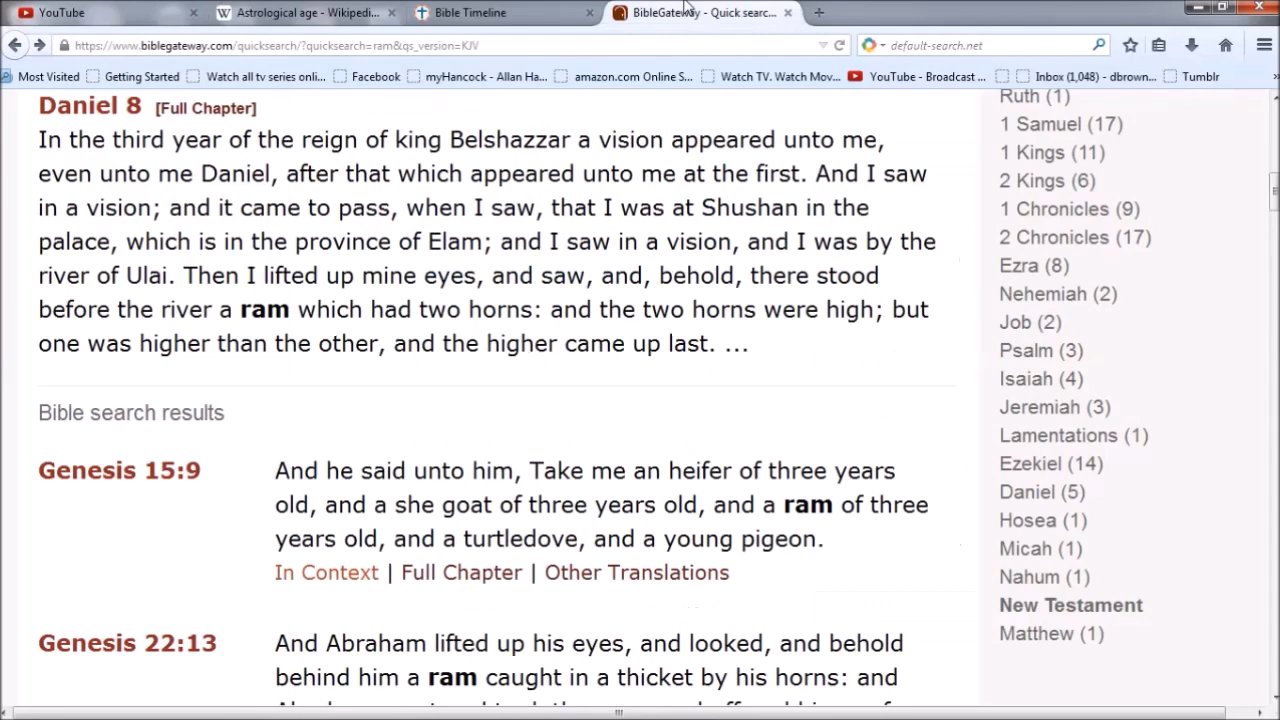 YouTube
Astrological age - Wikipedi...
Bible Timeline
BibleGateway - Quick searc...
https://www.biblegateway.com/quicksearch/?quicksearch=ram&qs_version=KJV
default-search.net
Most Visited
Getting Started
Watch all tv series onli...
Facebook
myHancock - Allan Ha...
amazon.com Online S...
Watch TV. Watch Mov...
YouTube - Broadcast ...
Inbox (1,048) - dbrown...
Tumblr
Daniel 8 [Full Chapter]
In the third year of the reign of king Belshazzar a vision appeared unto me,
even unto me Daniel, after that which appeared unto me at the first. And I saw
in a vision; and it came to pass, when I saw, that I was at Shushan in the
palace, which is in the province of Elam; and I saw in a vision, and I was by the
river of Ulai. Then I lifted up mine eyes, and saw, and, behold, there stood
before the river a ram which had two horns: and the two horns were high; but
one was higher than the other, and the higher came up last. ...
Bible search results
Genesis 15:9
And he said unto him, Take me an heifer of three years
old, and a she goat of three years old, and a ram of three
years old, and a turtledove, and a young pigeon.
In Context | Full Chapter | Other Translations
Genesis 22:13
And Abraham lifted up his eyes, and looked, and behold
behind him a ram caught in a thicket by his horns: and
Ruth (1)
1 Samuel (17)
1 Kings (11)
2 Kings (6)
1 Chronicles (9)
2 Chronicles (17)
Ezra (8)
Nehemiah (2)
Job (2)
Psalm (3)
Isaiah (4)
Jeremiah (3)
Lamentations (1)
Ezekiel (14)
Daniel (5)
Hosea (1)
Micah (1)
Nahum (1)
New Testament
Matthew (1)